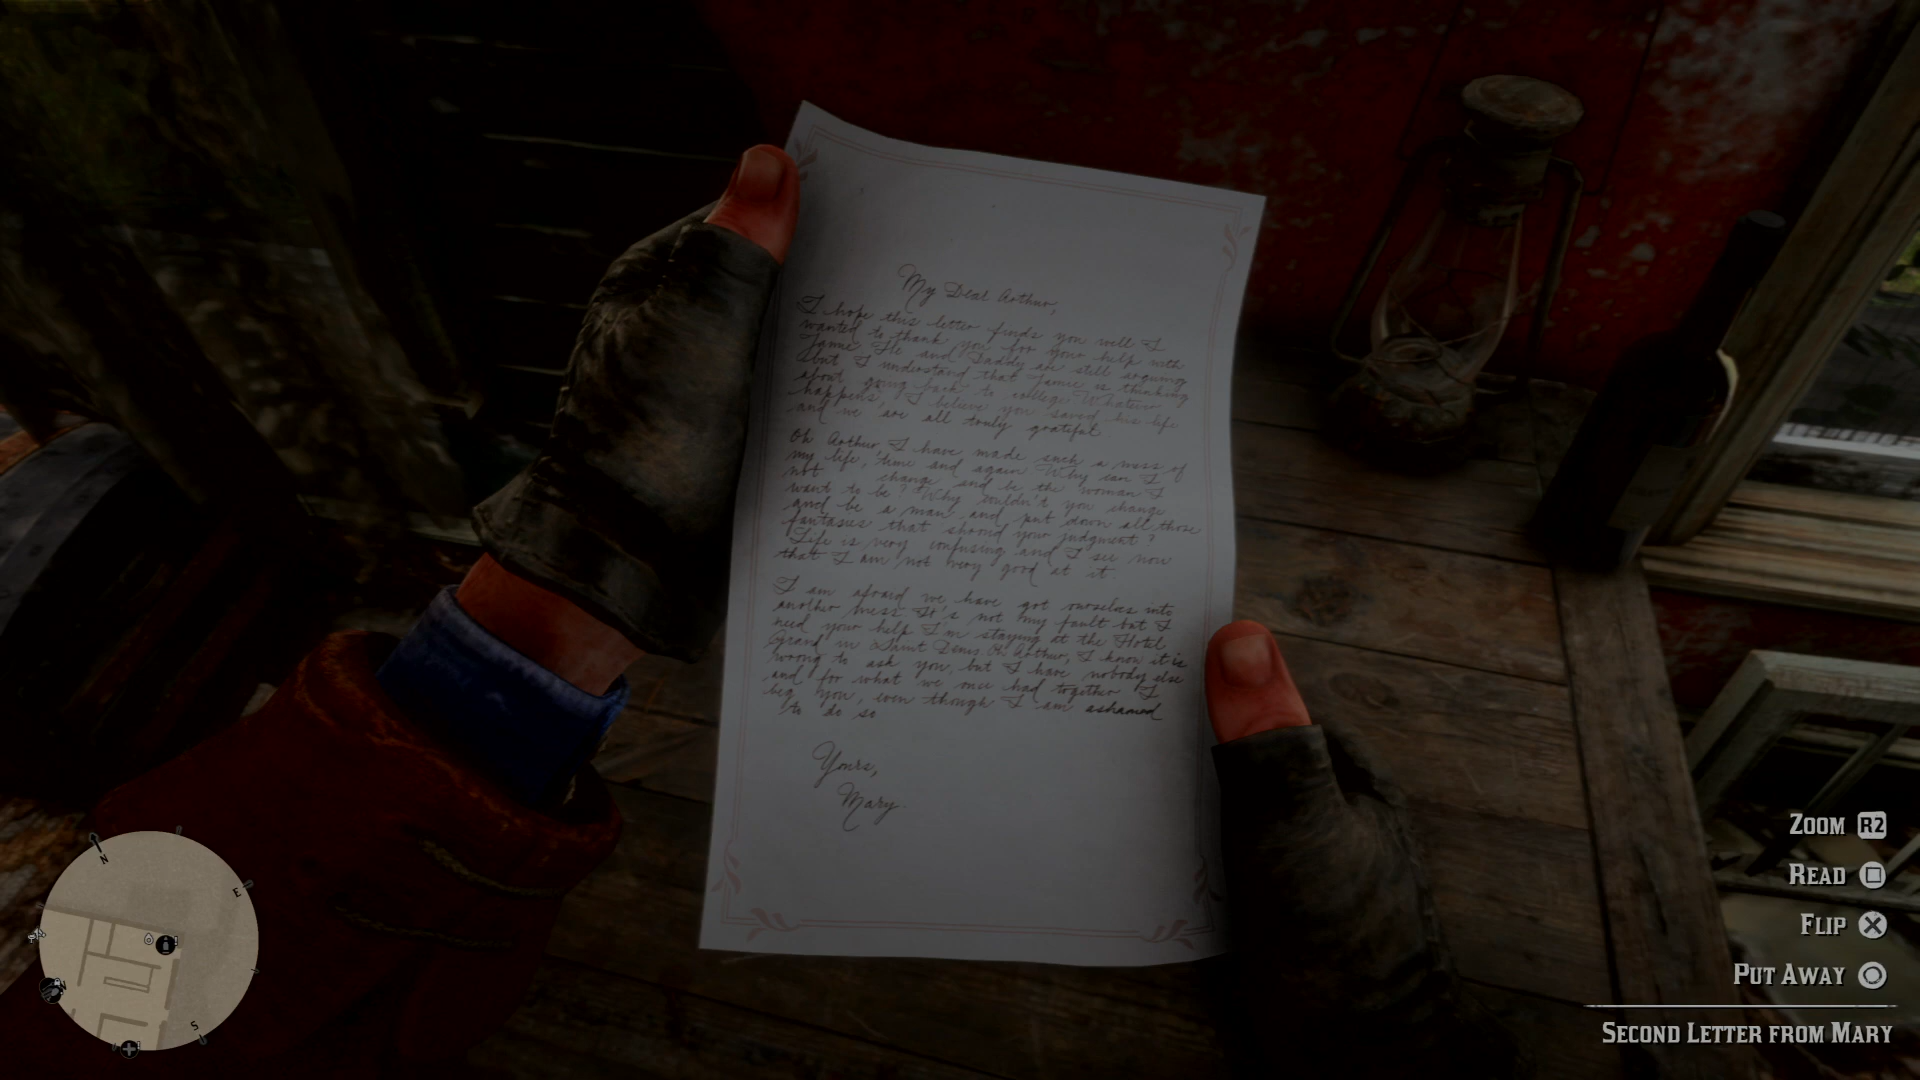 My Dear Arthur,
I hope this letter finds you well I
wanted to thank you for your help with
Jamie He and Daddy are still arguing
but I understand that Jamie is thinking
about going back to college Whatever
happens, I believe you saved his life
and we are all truly grateful
Oh Arthur, I have made such a mess of
my life, time and again Why can I
not change and be the woman I
want to be? Why couldn't you change
and be a man and put down all those
fantasies that shroud your judgment?
Life is very confusing and I see now
that I am not very good at it.
I am afraid we have got ourselves into
another mess It's not my fault but I
need your help I'm staying at the Hotel
Grand in Saint Denis. Oh Arthur, I know it is
wrong to ask you, but I have nobody else
and for what we once had together I
beg you, even though I am ashamed
to do so
Yours,
Mary.
ZOOM R2
READ
FLIP
PUT AWAY
SECOND LETTER FROM MARY
N
E
S